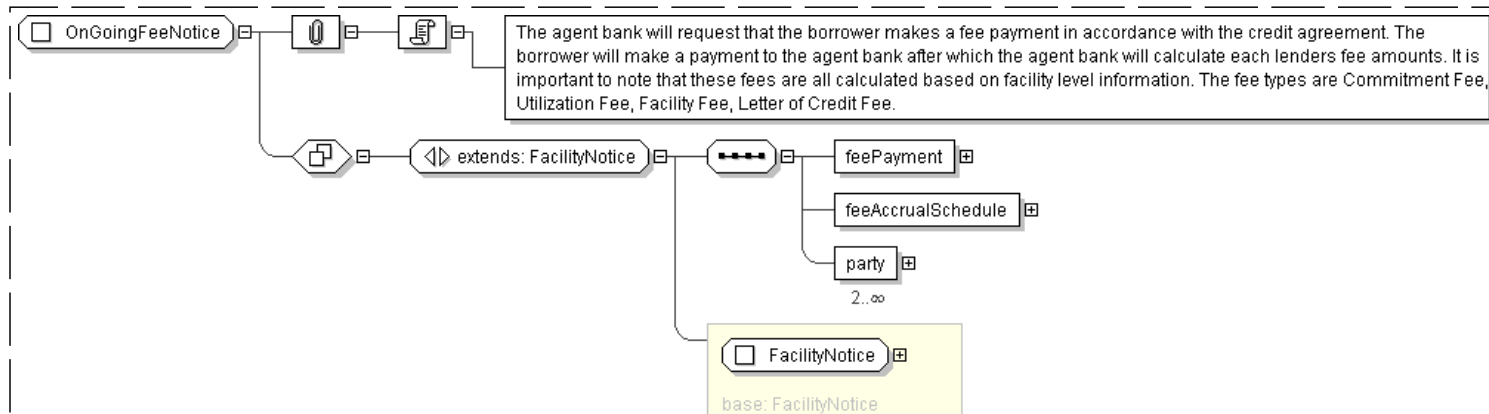 OnGoingFeeNotice
The agent bank will request that the borrower makes a fee payment in accordance with the credit agreement. The
borrower will make a payment to the agent bank after which the agent bank will calculate each lenders fee amounts. It is
important to note that these fees are all calculated based on facility level information. The fee types are Commitment Fee,
Utilization Fee, Facility Fee, Letter of Credit Fee.
extends: FacilityNotice
feePayment
feeAccrualSchedule
party
2..∞
FacilityNotice
base: FacilityNotice